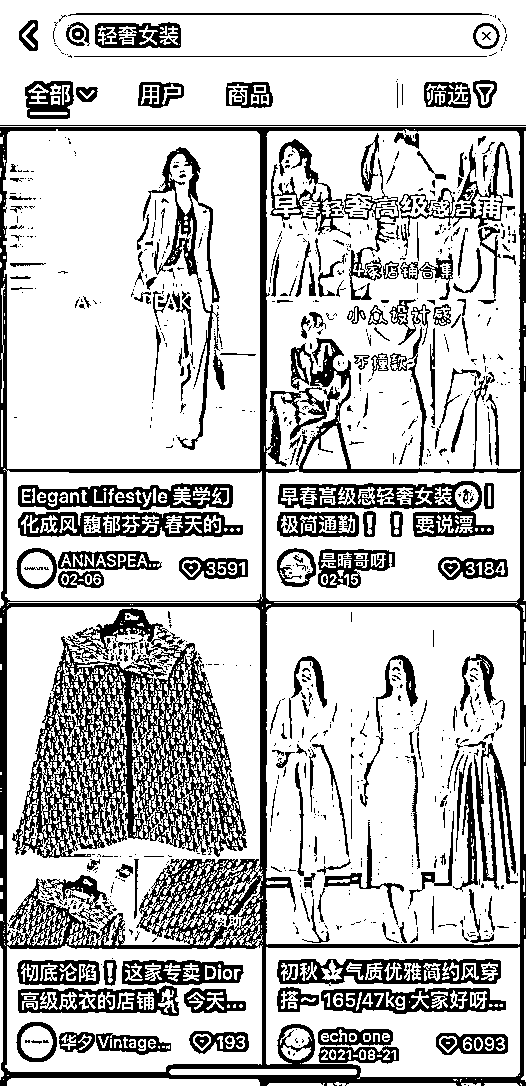 轻奢女装
全部 用户 商品 筛选
早春轻奢高级感店铺
4家店铺合集
小众设计感
不撞款
Elegant Lifestyle 美学幻
化成风 馥郁芬芳 春天的...
ANNASPEA...
02-06
3591
早春高级感轻奢女装 |
极简通勤❗❗ 要说漂...
是晴哥呀!
02-15
3184
彻底沦陷❗这家专卖 Dior
高级成衣的店铺 今天...
华夕 Vintage...
193
初秋🍁气质优雅简约风穿
搭～ 165/47kg 大家好呀...
echo one
2021-08-21
6093